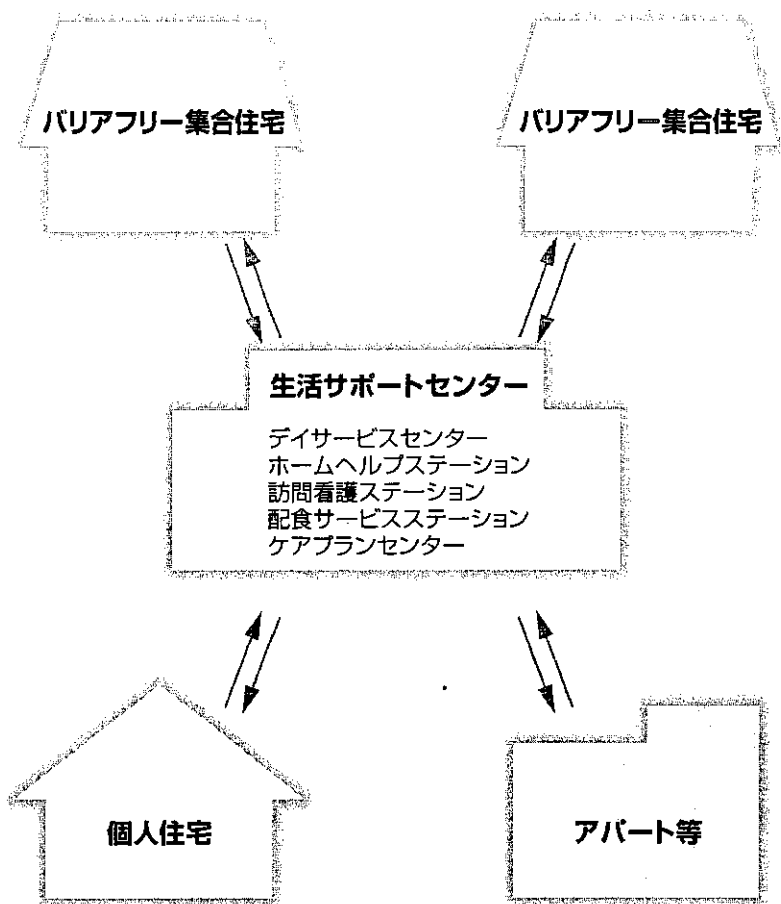 バリアフリー集合住宅
バリアフリー集合住宅
生活サポートセンター
デイサービスセンター
ホームヘルプステーション
訪問看護ステーション
配食サービスステーション
ケアプランセンター
個人住宅
アパート等